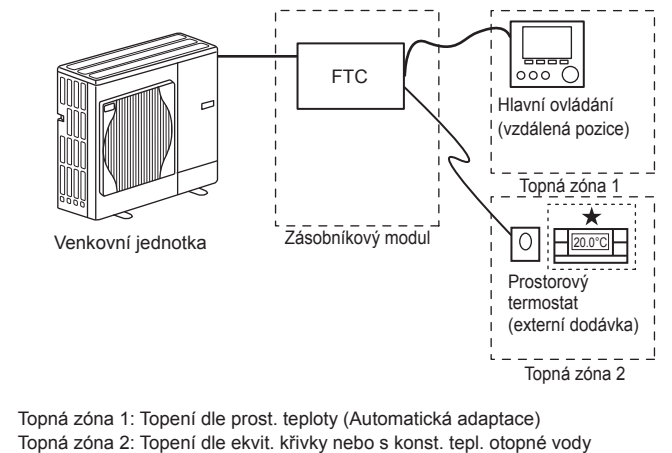 FTC
Hlavní ovládání
(vzdálená pozice)
Topná zóna 1
Venkovní jednotka
Zásobníkový modul
★
20.0°C
Prostorový
termostat
(externí dodávka)
Topná zóna 2
Topná zóna 1: Topení dle prost. teploty (Automatická adaptace)
Topná zóna 2: Topení dle ekvit. křivky nebo s konst. tepl. otopné vody